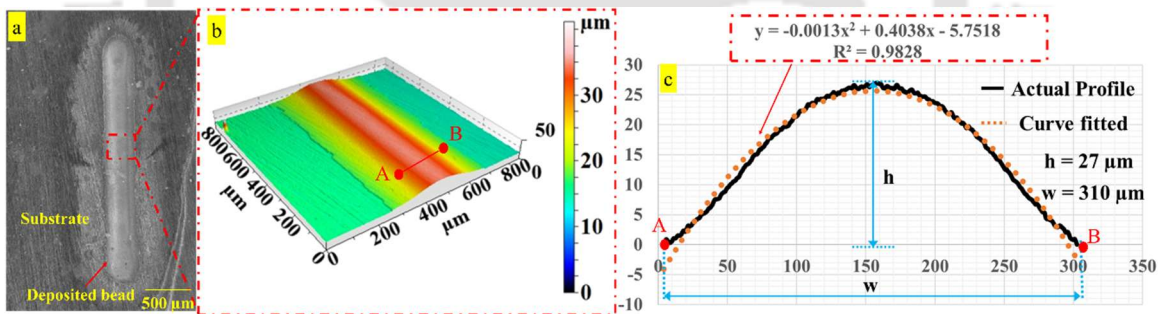 a
Substrate
Deposited bead
500 µm
b
µm
50
40
30
20
10
0
50
0
A
B
800
600
400
200
0
µm
0
200
400
600
800
µm
y = -0.0013x² + 0.4038x - 5.7518
R² = 0.9828
c
30
25
20
15
10
5
0
-5
-10
0
50
100
150
200
250
300
350
Actual Profile
Curve fitted
h = 27 µm
w = 310 µm
h
w
A
B